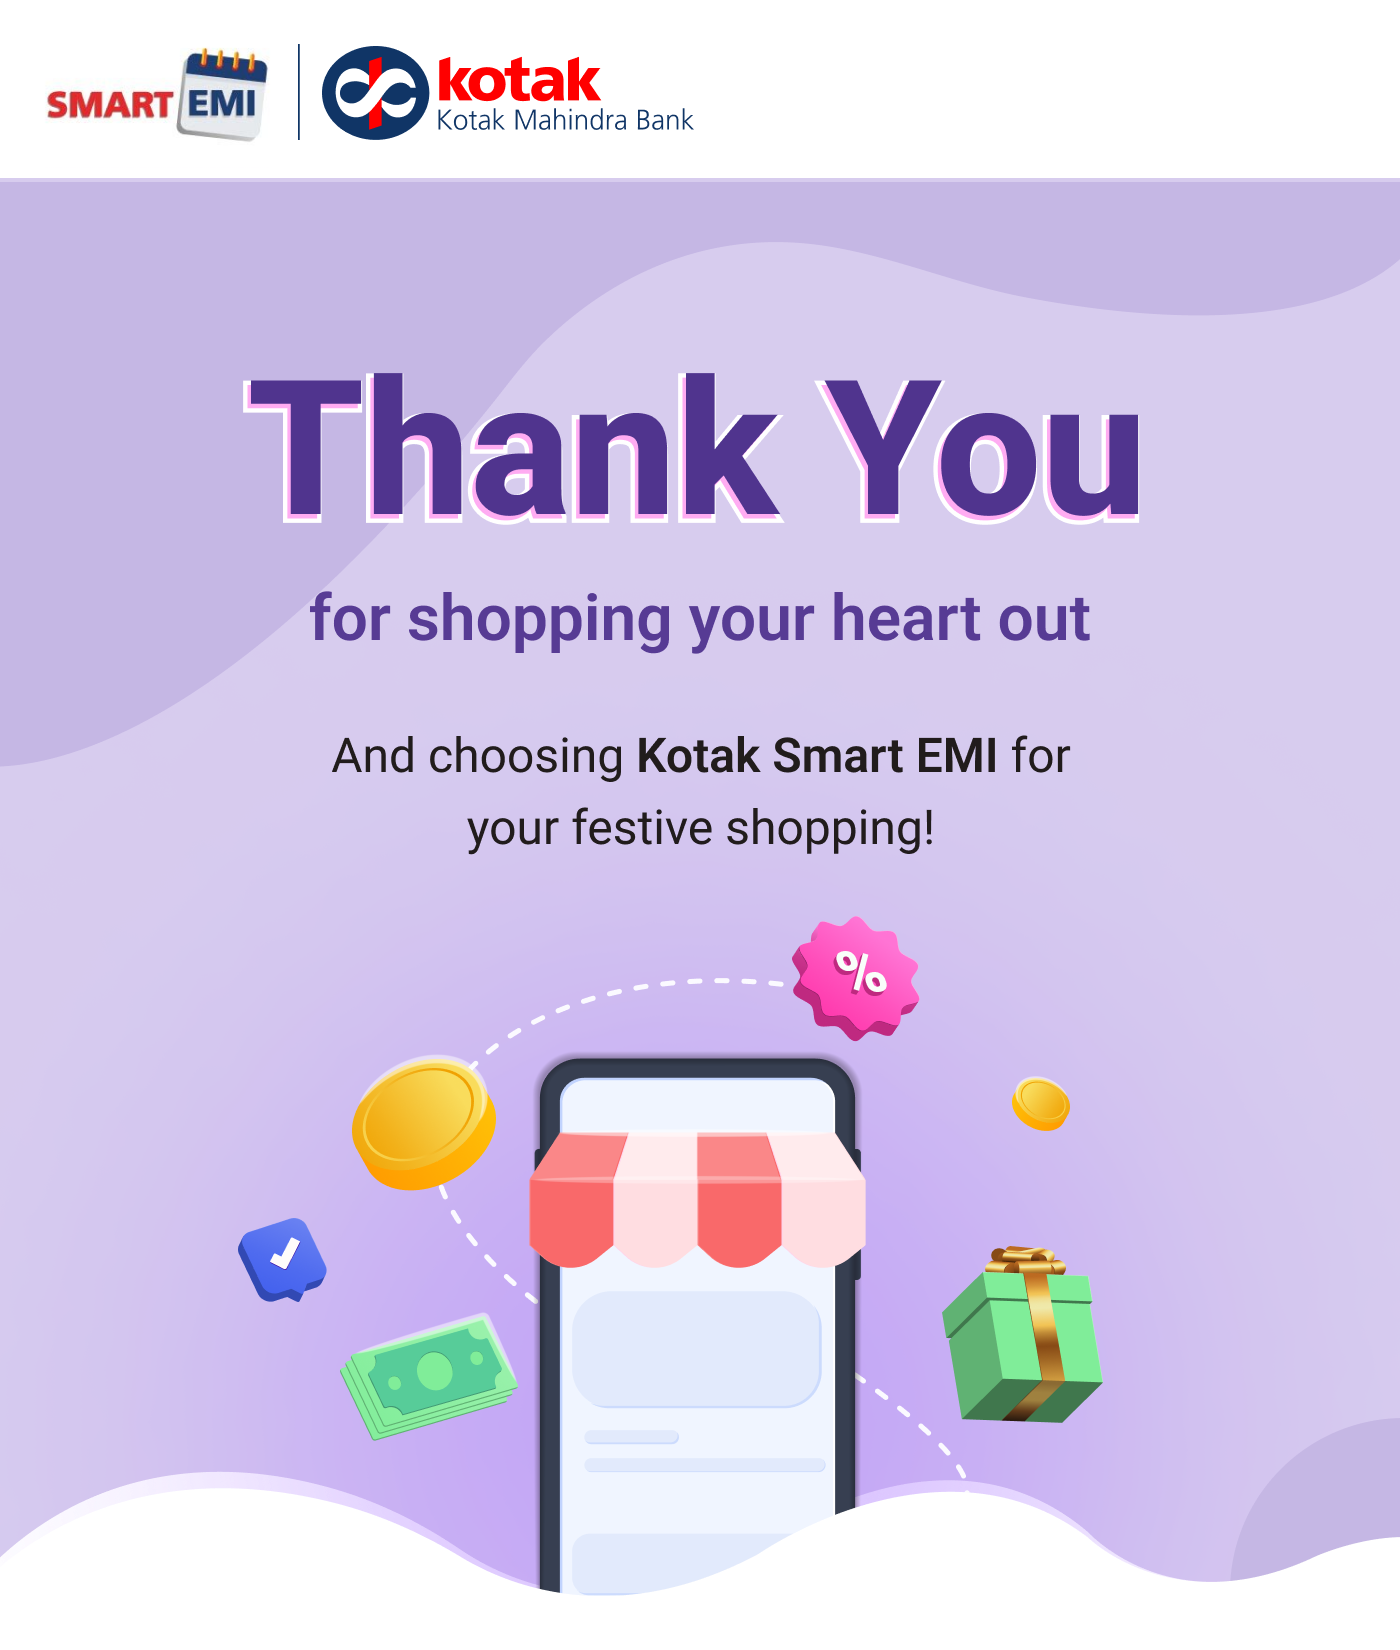 SMART EMI
kotak
Kotak Mahindra Bank
Thank You
for shopping your heart out
And choosing Kotak Smart EMI for
your festive shopping!
%